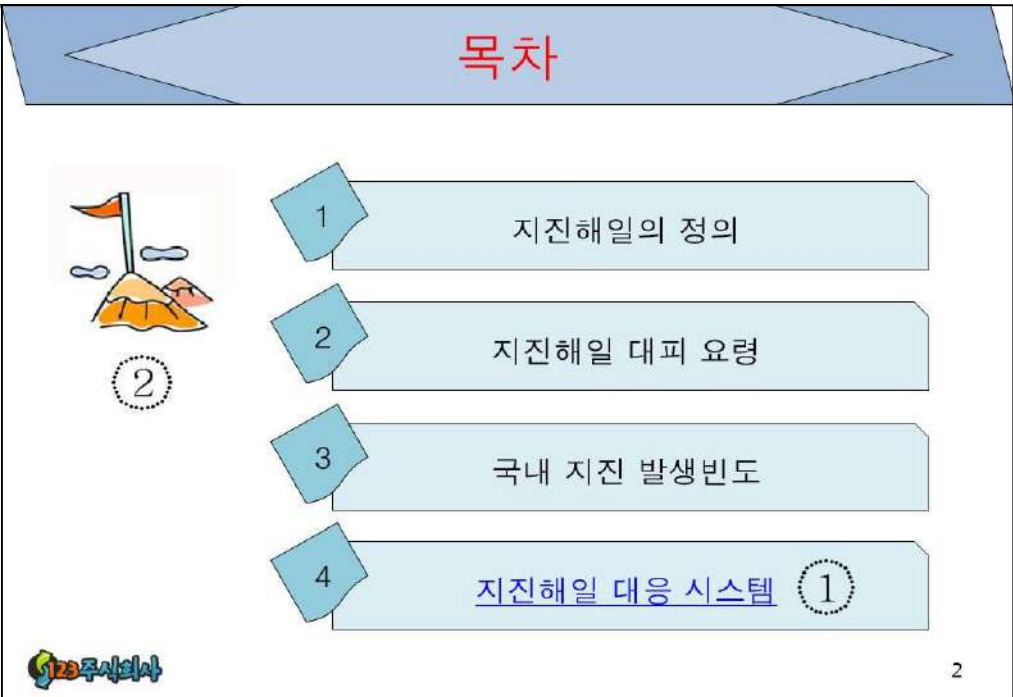 목차
1
지진해일의 정의
2
지진해일 대피 요령
②
3
국내 지진 발생빈도
4
지진해일 대응 시스템 ①
123주식회사
2